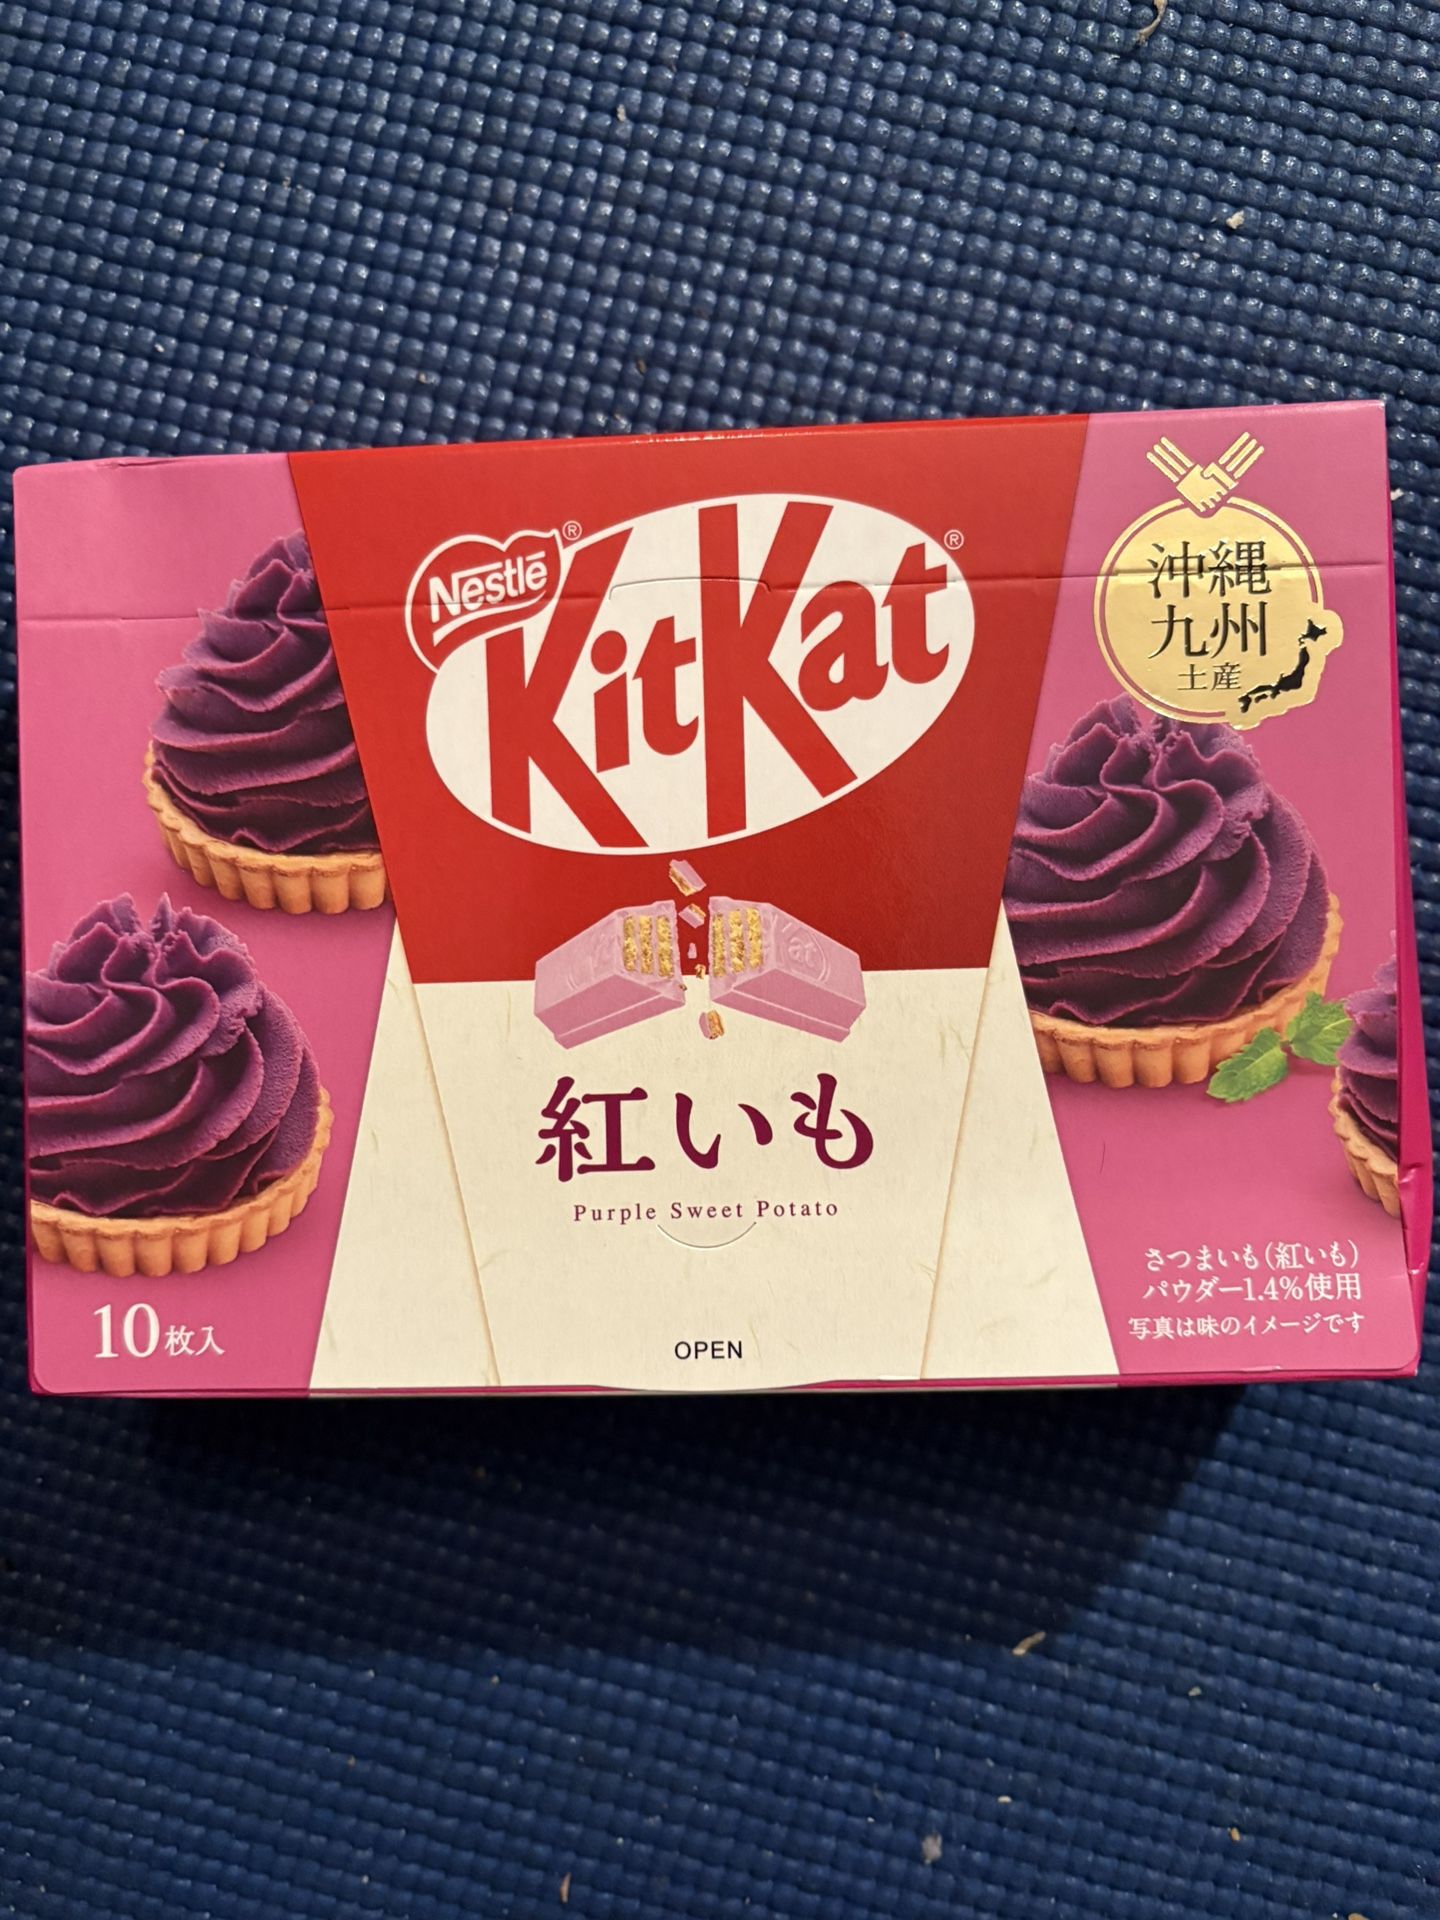 Nestlé®
KitKat®
沖縄
九州
土産
紅いも
Purple Sweet Potato
さつまいも(紅いも)
パウダー1.4%使用
写真は味のイメージです
10枚入
OPEN